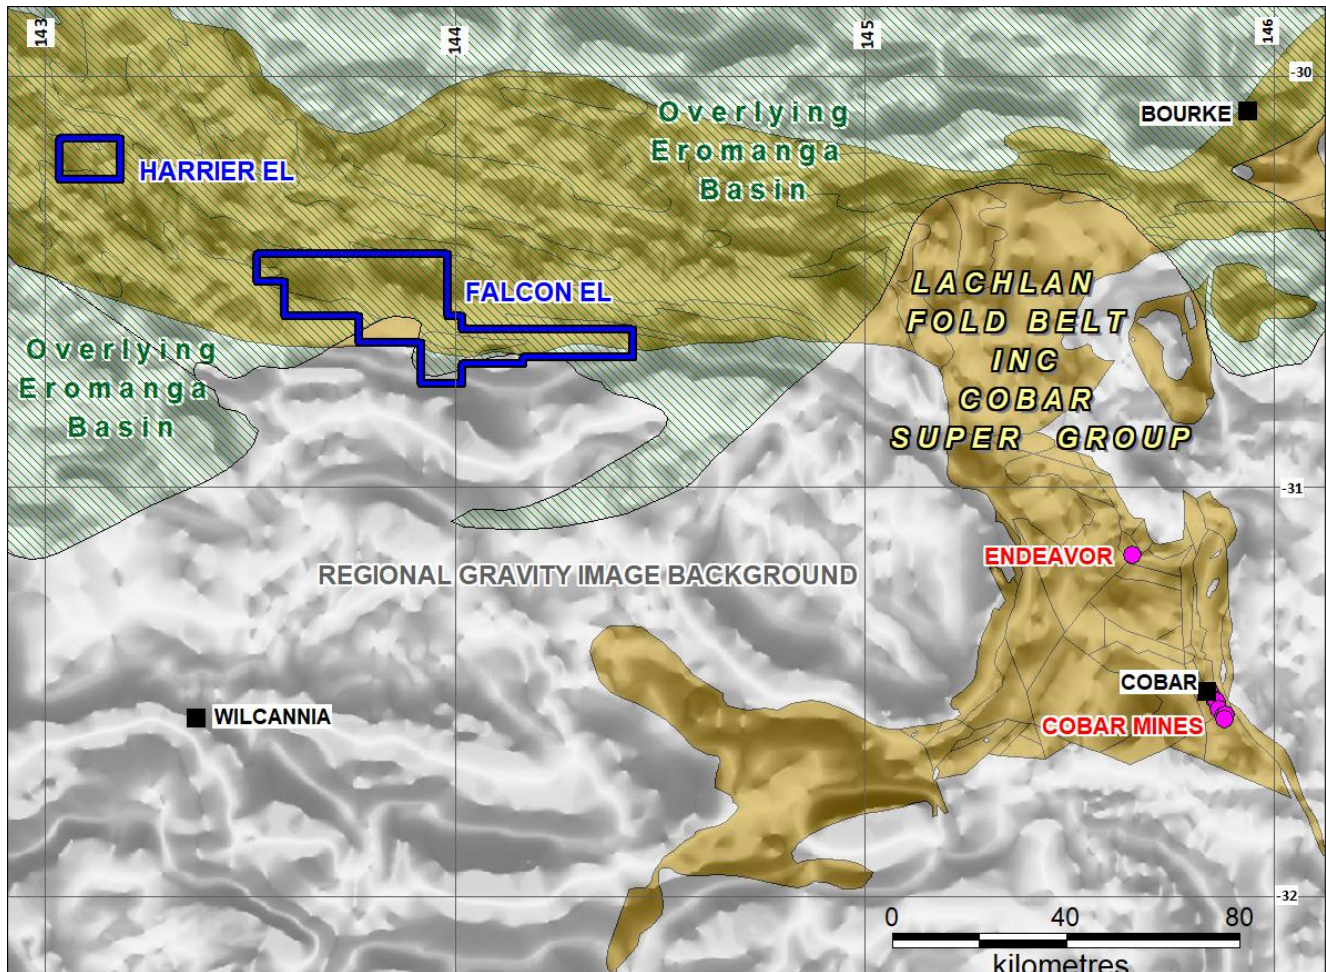 143
144
145
146
-30
BOURKE
Overlying
Eromanga
Basin
HARRIER EL
FALCON EL
LACHLAN
FOLD BELT
INC
COBAR
SUPER GROUP
Overlying
Eromanga
Basin
-31
ENDEAVOR
REGIONAL GRAVITY IMAGE BACKGROUND
COBAR
WILCANNIA
COBAR MINES
-32
0 40 80
kilometres